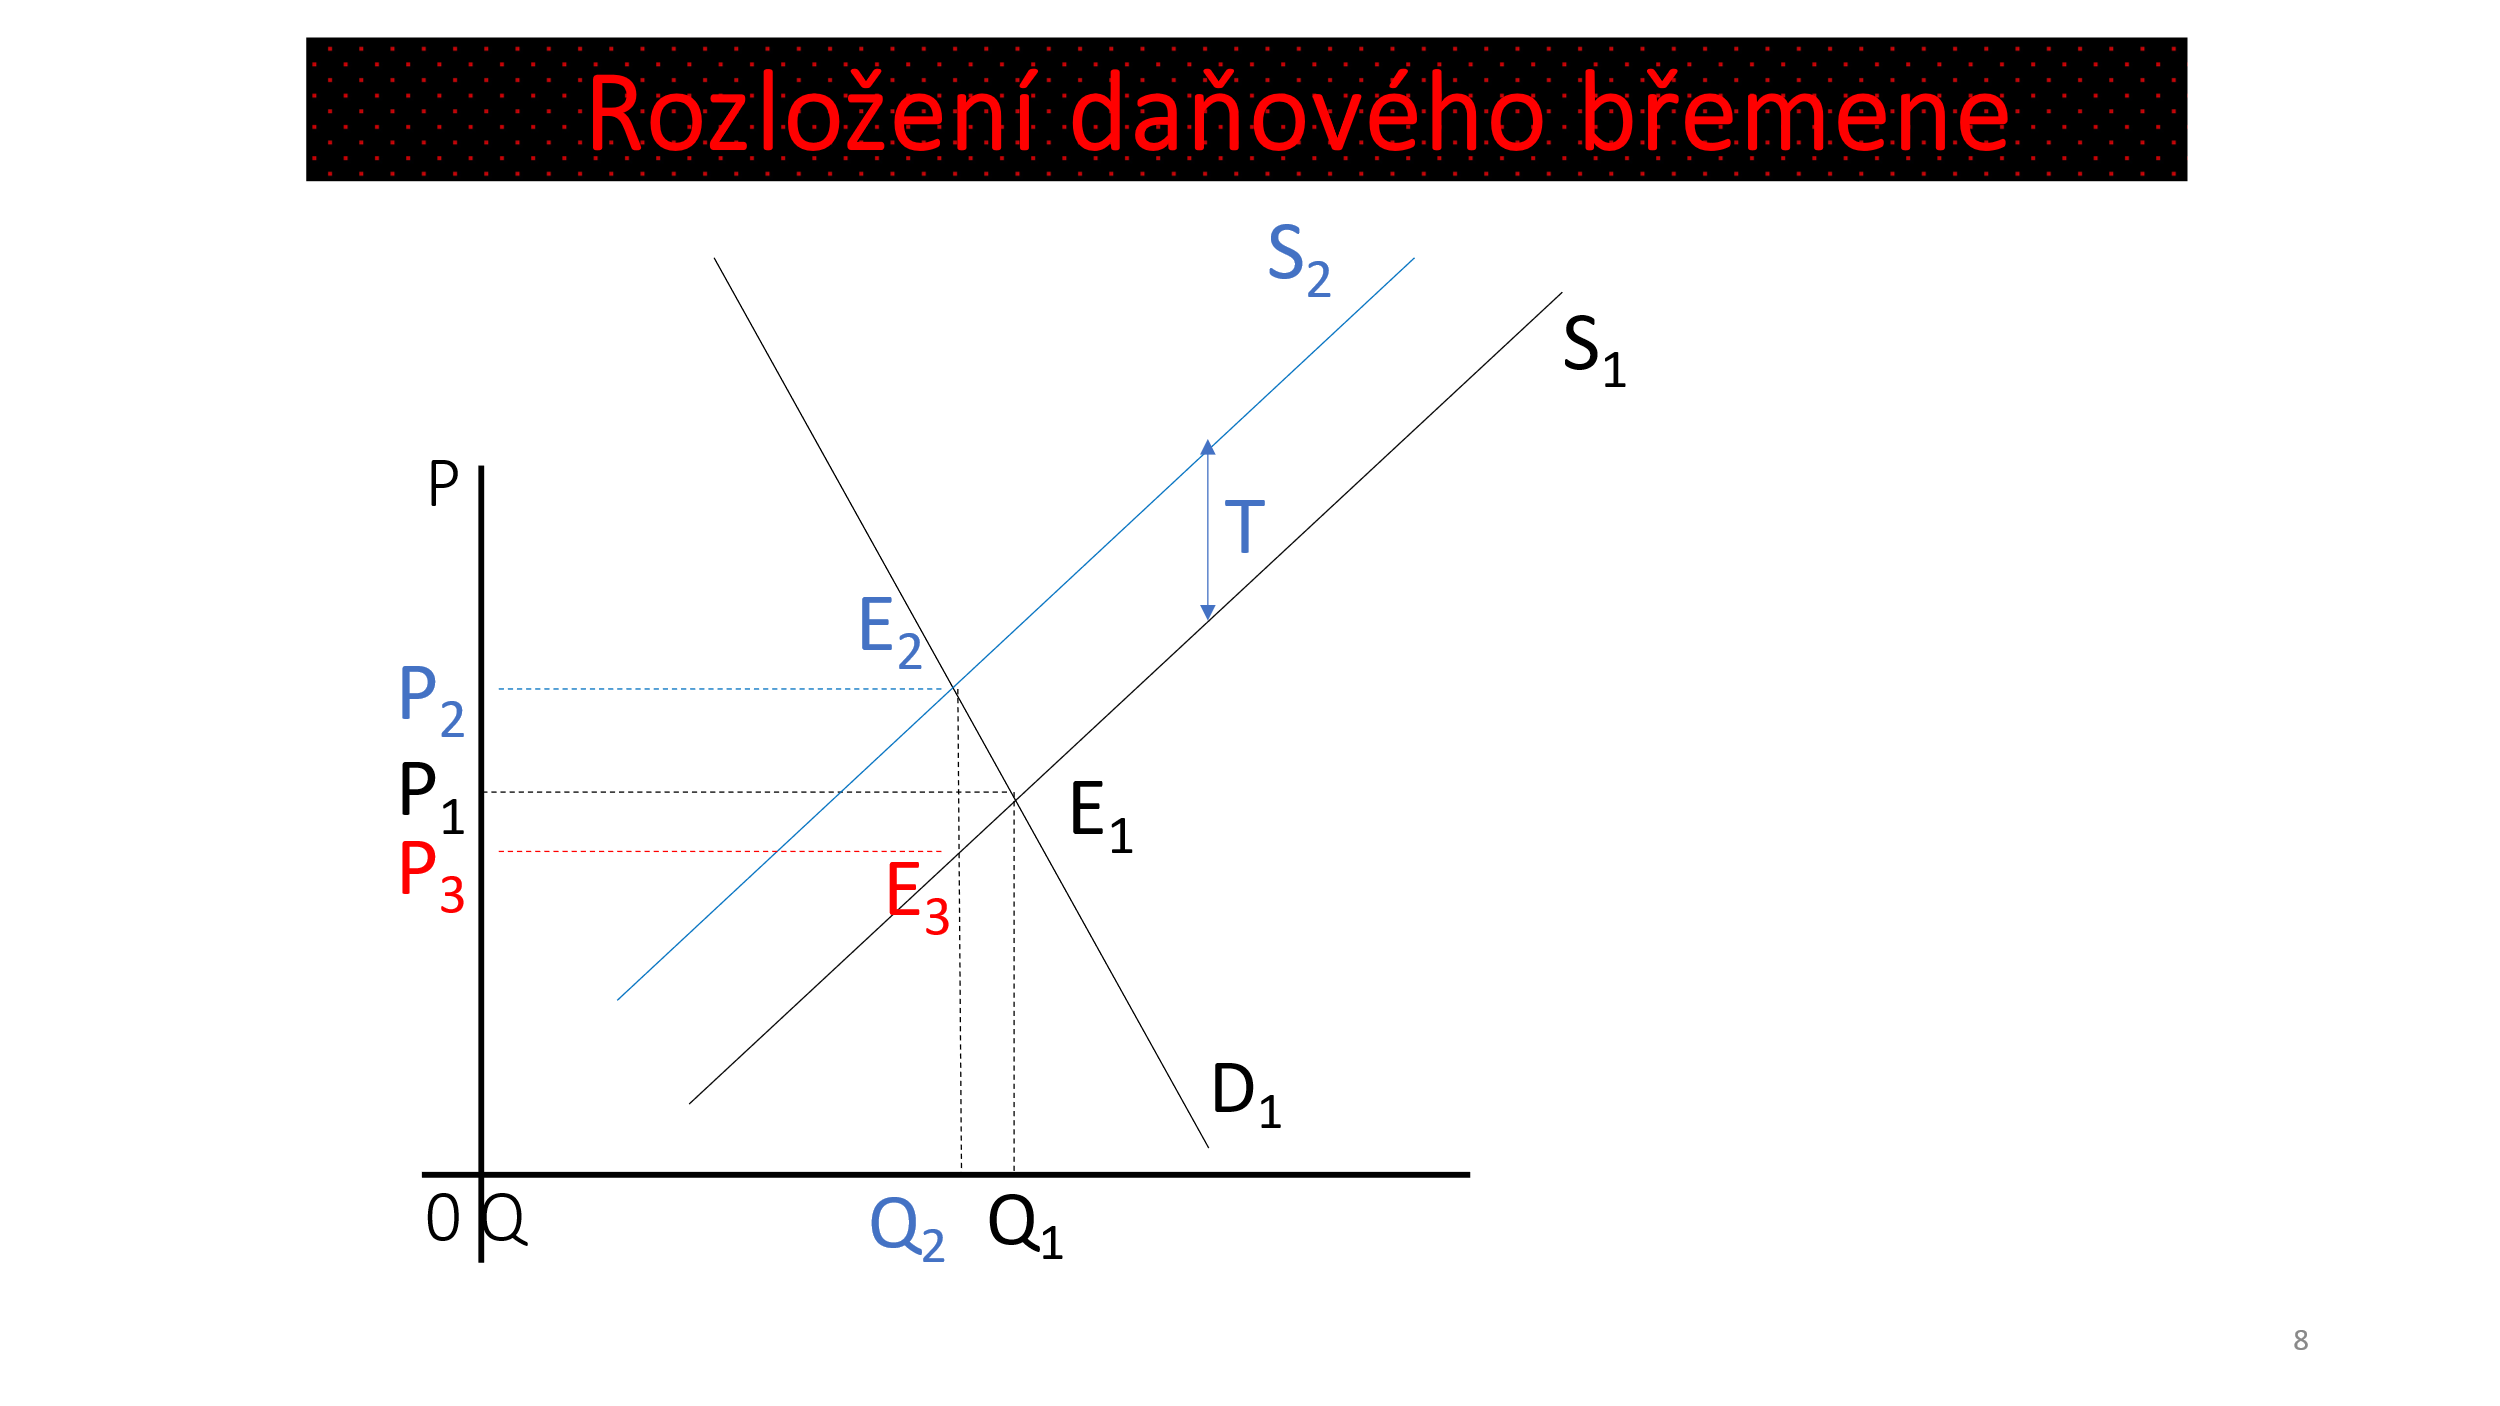 Rozložení daňového břemene
S2
S1
P
T
E2
P2
P1
E1
P3
E3
D1
0 Q
Q2
Q1
8